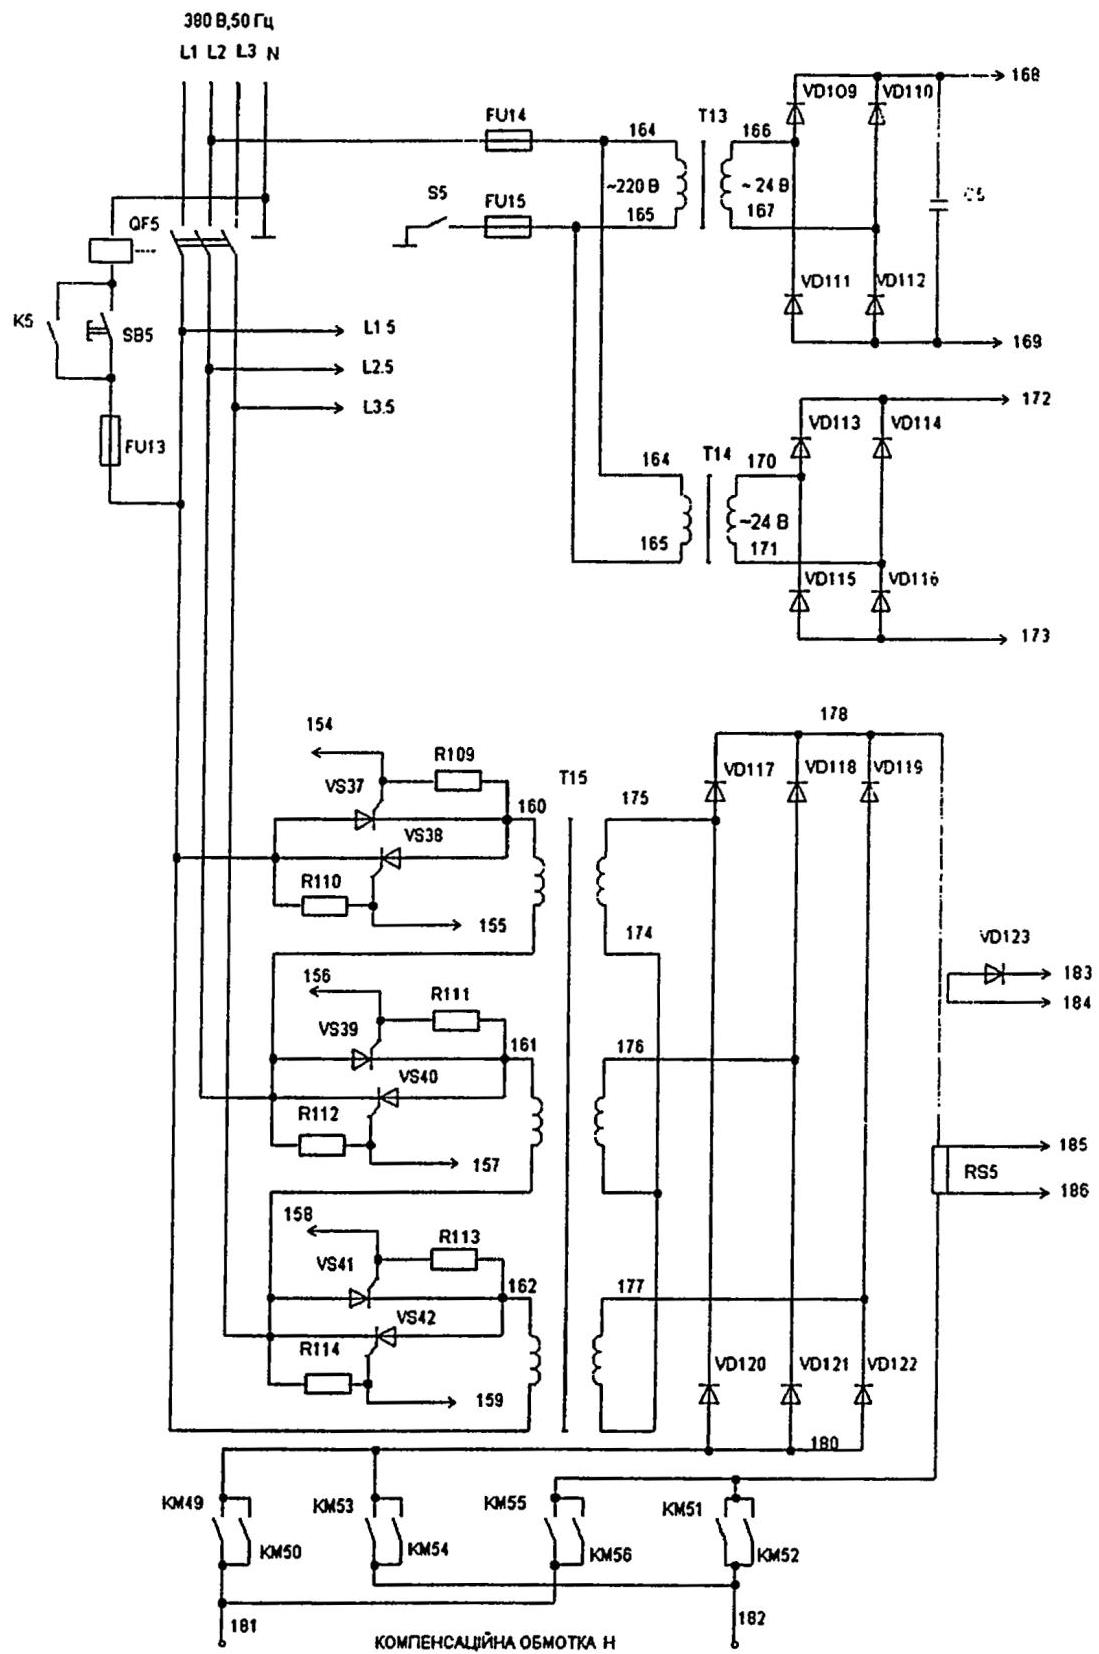 380 В,50 Гц
L1 L2 L3 N
168
VD109 VD110
FU14
164 T13 166
S5
~220 В ~ 24 В
FU15 165 167
QF5
VD111 VD112
K5 SB5
L1 5
169
L2.5
172
L3.5
VD113 VD114
FU13
164 T14 170
~24 В
165 171
VD115 VD116
173
178
154
R109
VD117 VD118 VD119
VS37 T15
160 175
VS38
R110
155 174
VD123
156 183
R111
184
VS39
161 176
VS40
R112
185
157 RS5
186
158
R113
VS41
162 177
VS42
R114
VD120 VD121 VD122
159
180
KM49 KM53 KM55 KM51
KM50 KM54 KM56 KM52
181 182
КОМПЕНСАЦІЙНА ОБМОТКА Н